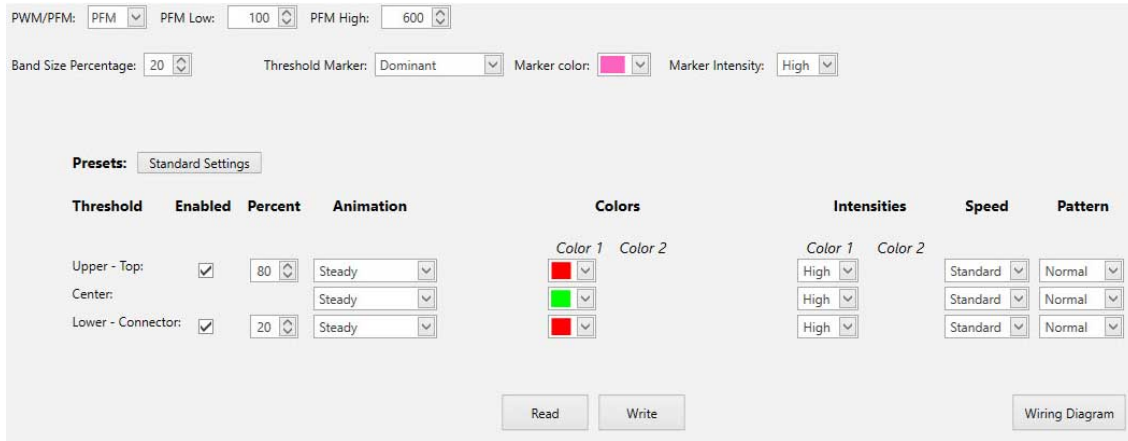 PWM/PFM: PFM PFM Low: 100 PFM High: 600
Band Size Percentage: 20 Threshold Marker: Dominant Marker color: Marker Intensity: High
Presets: Standard Settings
Threshold Enabled Percent Animation Colors Intensities Speed Pattern
Color 1 Color 2 Color 1 Color 2
Upper - Top: 80 Steady High Standard Normal
Center: Steady High Standard Normal
Lower - Connector: 20 Steady High Standard Normal
Read Write Wiring Diagram